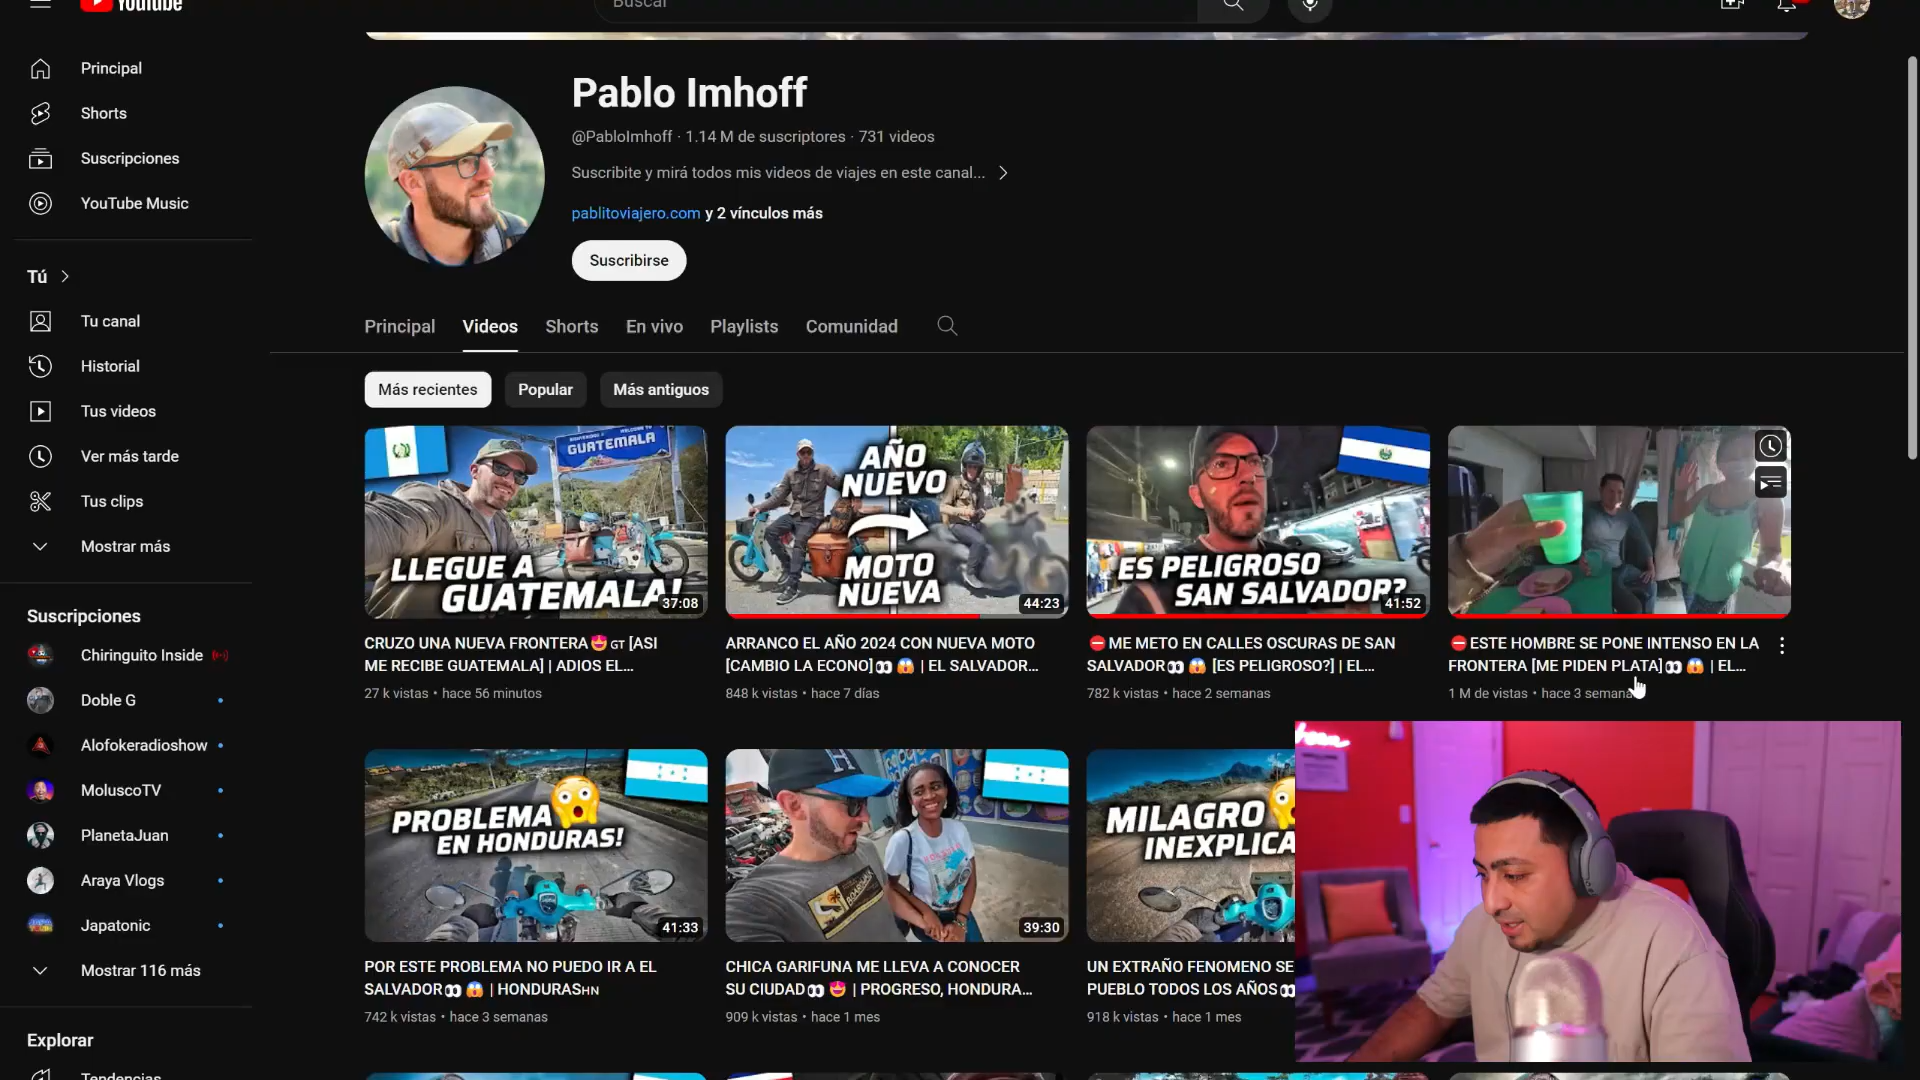 YouTube
Buscar
Principal
Shorts
Suscripciones
YouTube Music
Tú
Tu canal
Historial
Tus videos
Ver más tarde
Tus clips
Mostrar más
Suscripciones
Chiringuito Inside
Doble G
Alofokeradioshow
MoluscoTV
PlanetaJuan
Araya Vlogs
Japatonic
Mostrar 116 más
Explorar
Tendencias
Pablo Imhoff
@PabloImhoff · 1.14 M de suscriptores · 731 videos
Suscribite y mirá todos mis videos de viajes en este canal...
pablitoviajero.com y 2 vínculos más
Suscribirse
Principal Videos Shorts En vivo Playlists Comunidad
Más recientes Popular Más antiguos
GUATEMALA
LLEGUE A
GUATEMALA!
37:08
CRUZO UNA NUEVA FRONTERA😍GT [ASI
ME RECIBE GUATEMALA] | ADIOS EL...
27 k vistas • hace 56 minutos
AÑO
NUEVO
MOTO
NUEVA
44:23
ARRANCO EL AÑO 2024 CON NUEVA MOTO
[CAMBIO LA ECONO]👀 😱 | EL SALVADOR...
848 k vistas • hace 7 días
ES PELIGROSO
SAN SALVADOR?
41:52
⛔ME METO EN CALLES OSCURAS DE SAN
SALVADOR👀 😱 [ES PELIGROSO?] | EL...
782 k vistas • hace 2 semanas
⛔ESTE HOMBRE SE PONE INTENSO EN LA
FRONTERA [ME PIDEN PLATA]👀 😱 | EL...
1 M de vistas • hace 3 semana
PROBLEMA
EN HONDURAS!
41:33
POR ESTE PROBLEMA NO PUEDO IR A EL
SALVADOR👀 😱 | HONDURASHN
742 k vistas • hace 3 semanas
H
39:30
CHICA GARIFUNA ME LLEVA A CONOCER
SU CIUDAD👀 😍 | PROGRESO, HONDURA...
909 k vistas • hace 1 mes
MILAGRO
INEXPLICA
UN EXTRAÑO FENOMENO SE
PUEBLO TODOS LOS AÑOS👀
918 k vistas • hace 1 mes